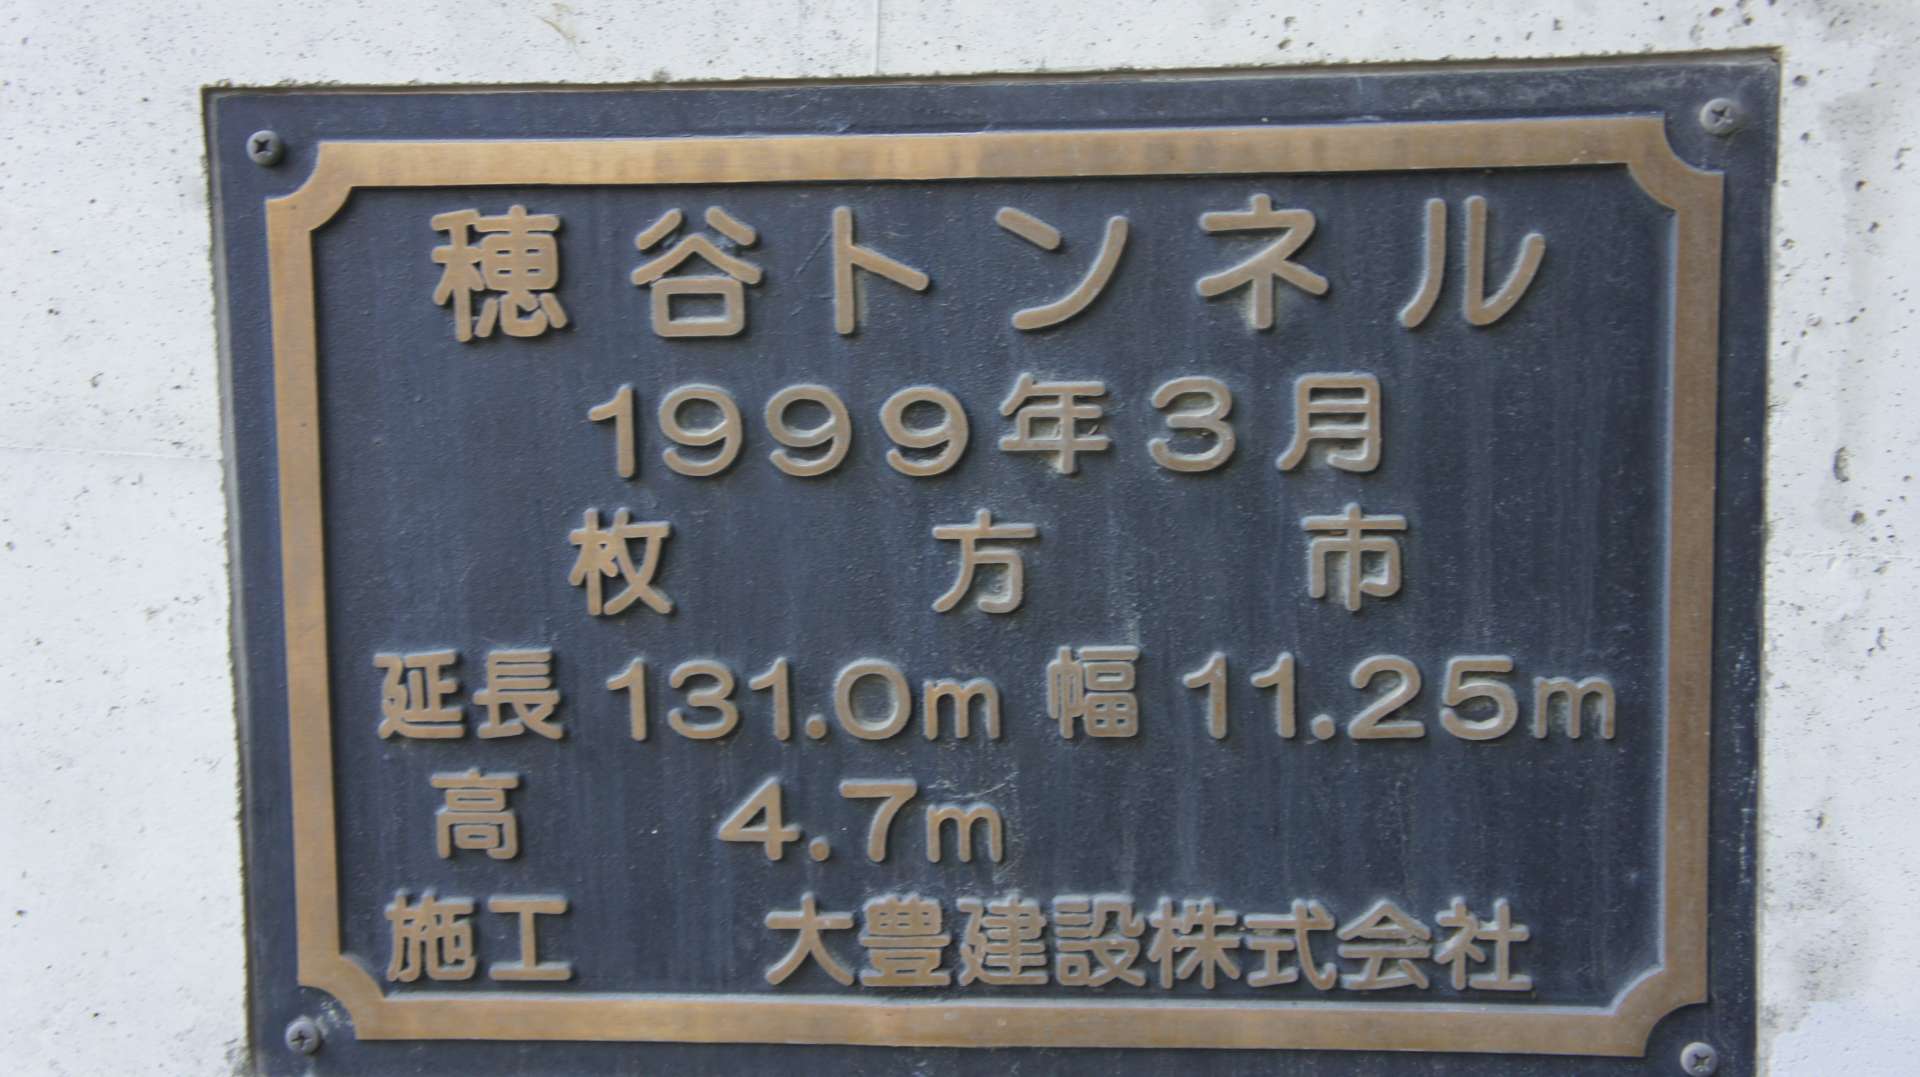 穂谷トンネル
1999年3月
枚方市
延長 131.0m 幅 11.25m
高 4.7m
施工 大豊建設株式会社